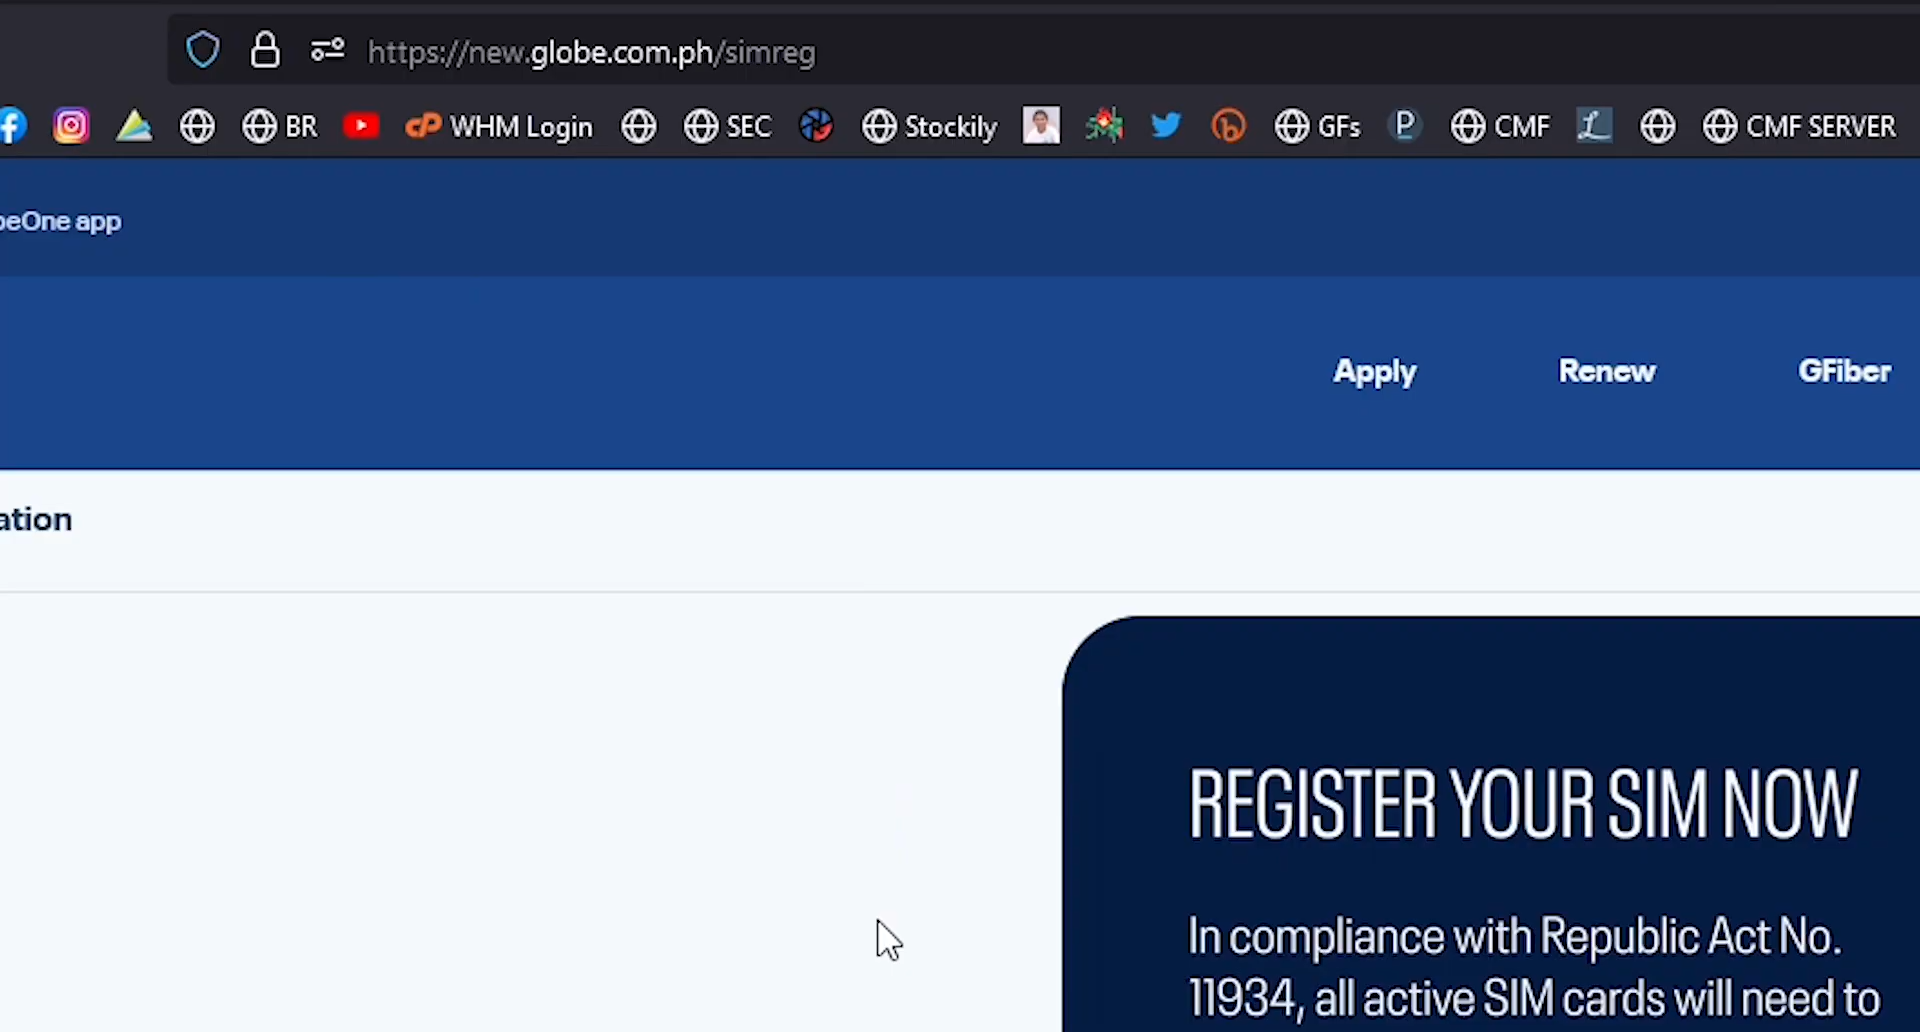 https://new.globe.com.ph/simreg
BR WHM Login SEC Stockily GFs P CMF L CMF SERVER
beOne app
Apply Renew GFiber
ation
REGISTER YOUR SIM NOW
In compliance with Republic Act No.
11934, all active SIM cards will need to